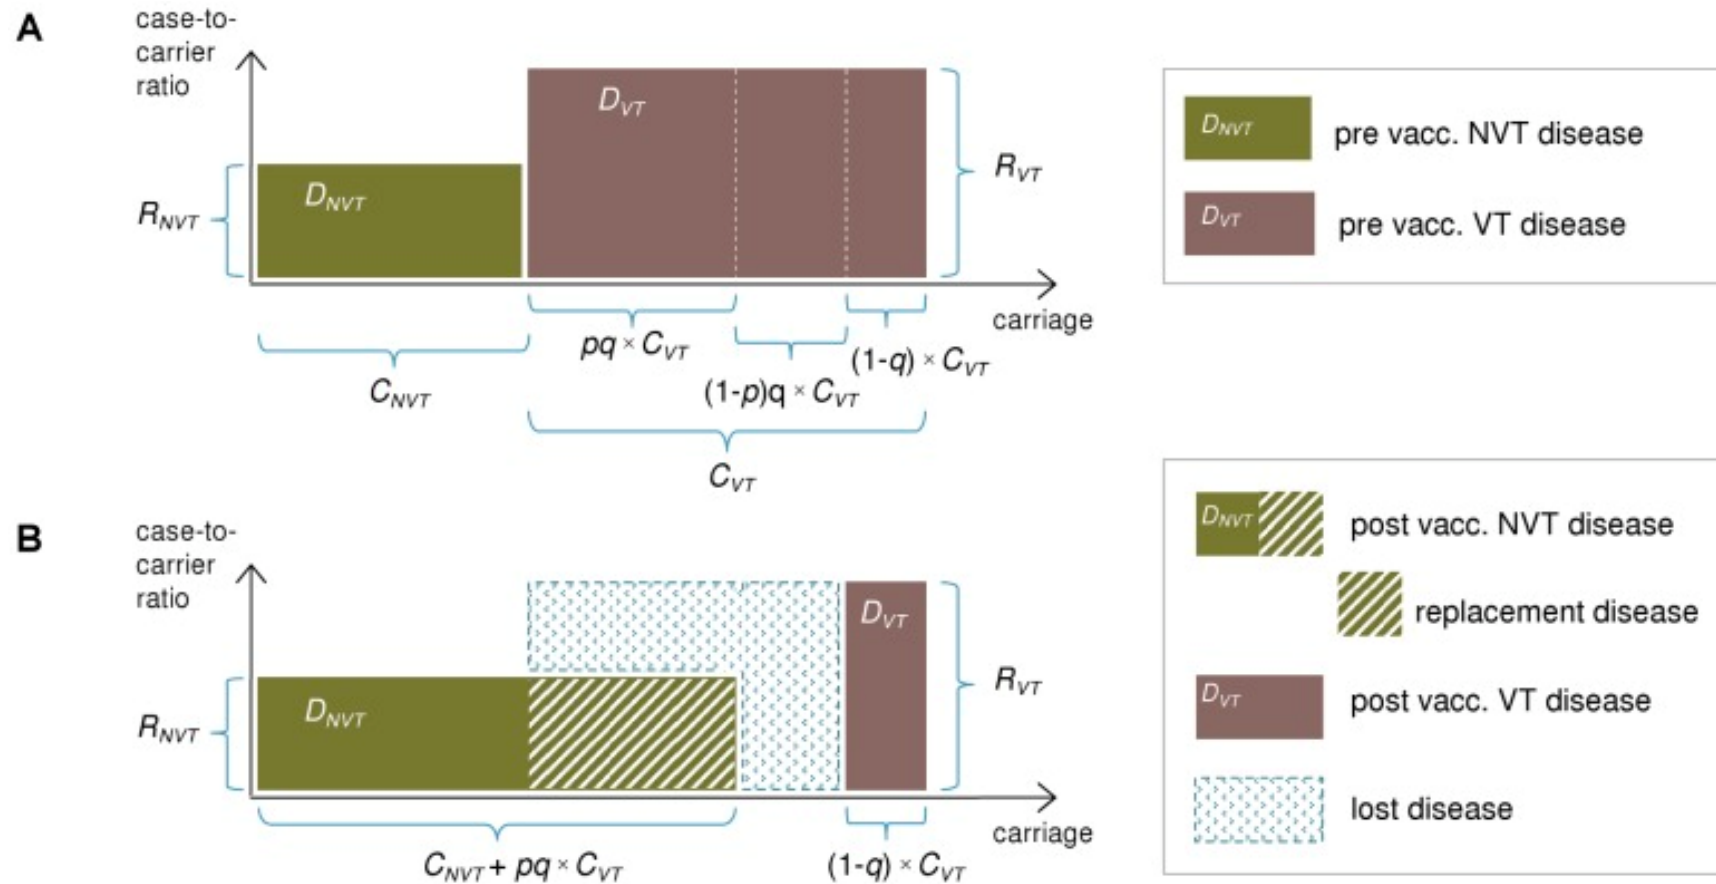 A
case-to-
carrier
ratio
D_VT
D_NVT
R_NVT
R_VT
carriage
pq × C_VT
(1-q) × C_VT
C_NVT
(1-p)q × C_VT
C_VT
D_NVT pre vacc. NVT disease
D_VT pre vacc. VT disease
B
case-to-
carrier
ratio
D_VT
D_NVT
R_NVT
R_VT
carriage
C_NVT + pq × C_VT
(1-q) × C_VT
D_NVT post vacc. NVT disease
replacement disease
D_VT post vacc. VT disease
lost disease